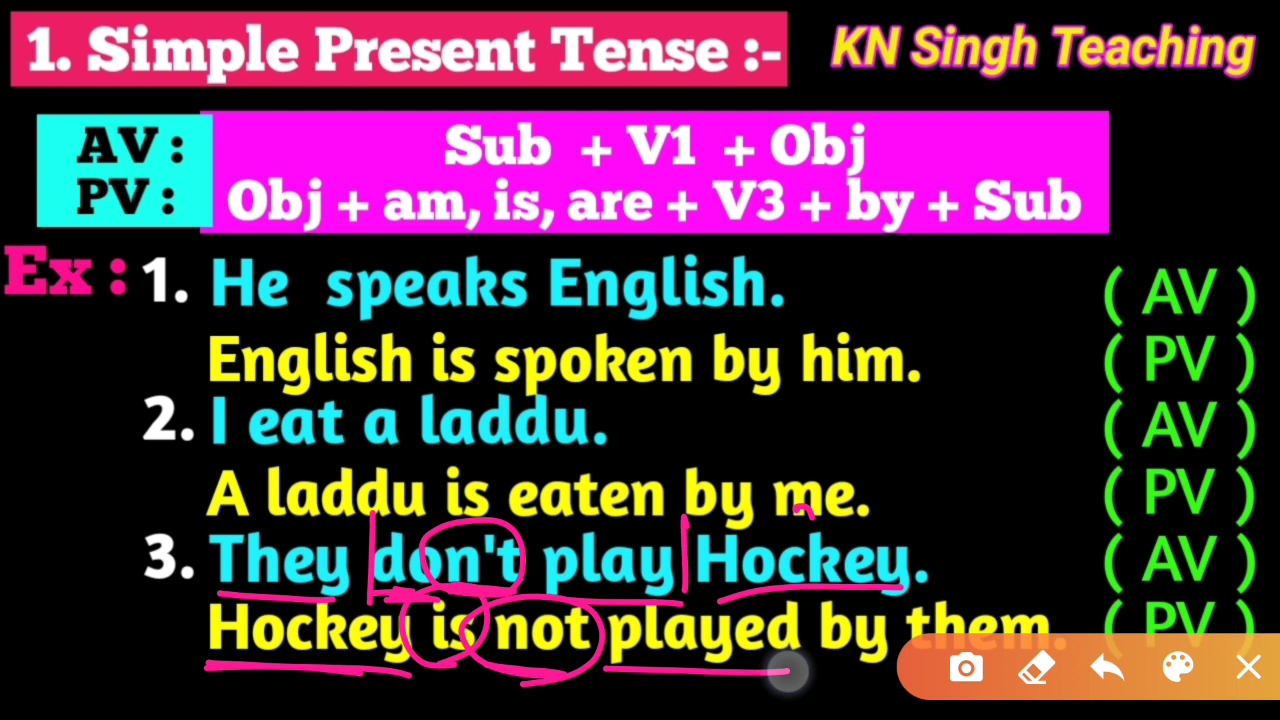 1. Simple Present Tense :-
KN Singh Teaching
AV : Sub + V1 + Obj
PV : Obj + am, is, are + V3 + by + Sub
Ex : 1. He speaks English. ( AV )
English is spoken by him. ( PV )
2. I eat a laddu. ( AV )
A laddu is eaten by me. ( PV )
3. They don't play Hockey. ( AV )
Hockey is not played by them. ( PV )